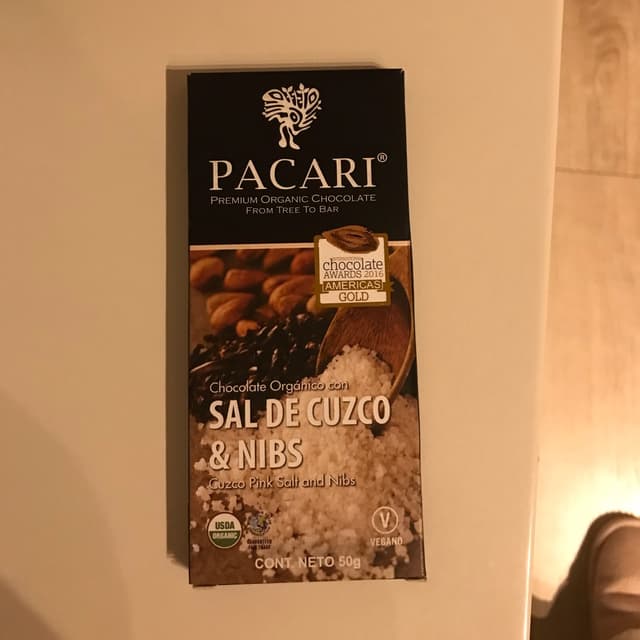 PACARI®
PREMIUM ORGANIC CHOCOLATE
FROM TREE TO BAR
INTERNATIONAL
chocolate
AWARDS 2016
AMERICAS
GOLD
Chocolate Orgánico con
SAL DE CUZCO
& NIBS
Cuzco Pink Salt and Nibs
USDA
ORGANIC
V
VEGANO
CONT. NETO 50g